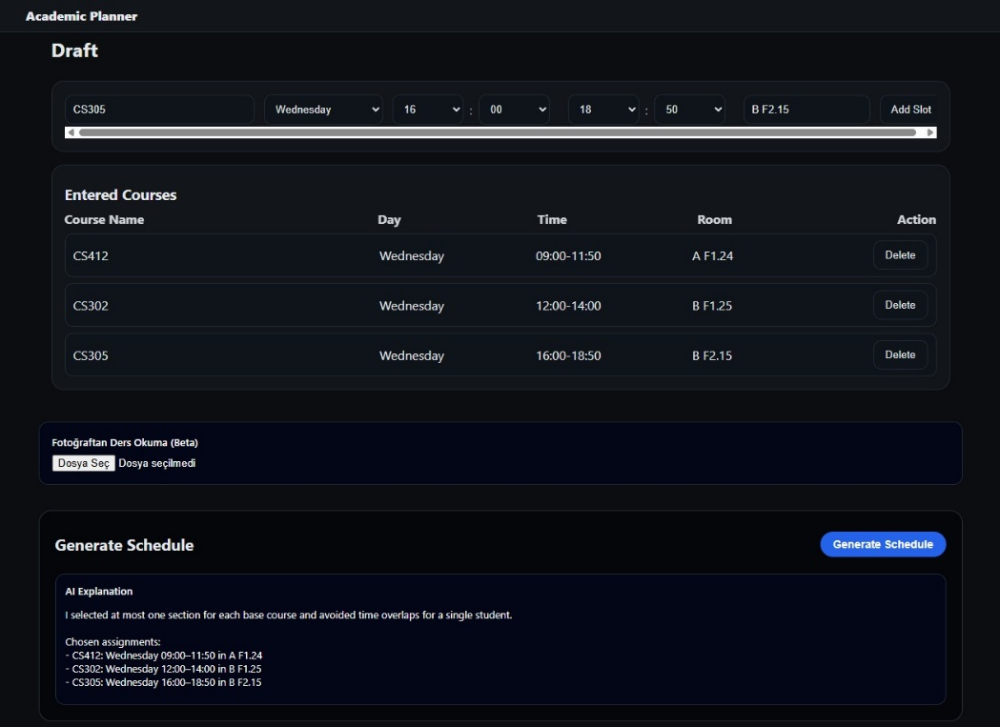 Academic Planner
Draft
CS305 Wednesday 16 : 00 18 : 50 B F2.15 Add Slot
Entered Courses
Course Name Day Time Room Action
CS412 Wednesday 09:00-11:50 A F1.24 Delete
CS302 Wednesday 12:00-14:00 B F1.25 Delete
CS305 Wednesday 16:00-18:50 B F2.15 Delete
Fotoğraftan Ders Okuma (Beta)
Dosya Seç Dosya seçilmedi
Generate Schedule Generate Schedule
AI Explanation
I selected at most one section for each base course and avoided time overlaps for a single student.
Chosen assignments:
- CS412: Wednesday 09:00–11:50 in A F1.24
- CS302: Wednesday 12:00–14:00 in B F1.25
- CS305: Wednesday 16:00–18:50 in B F2.15